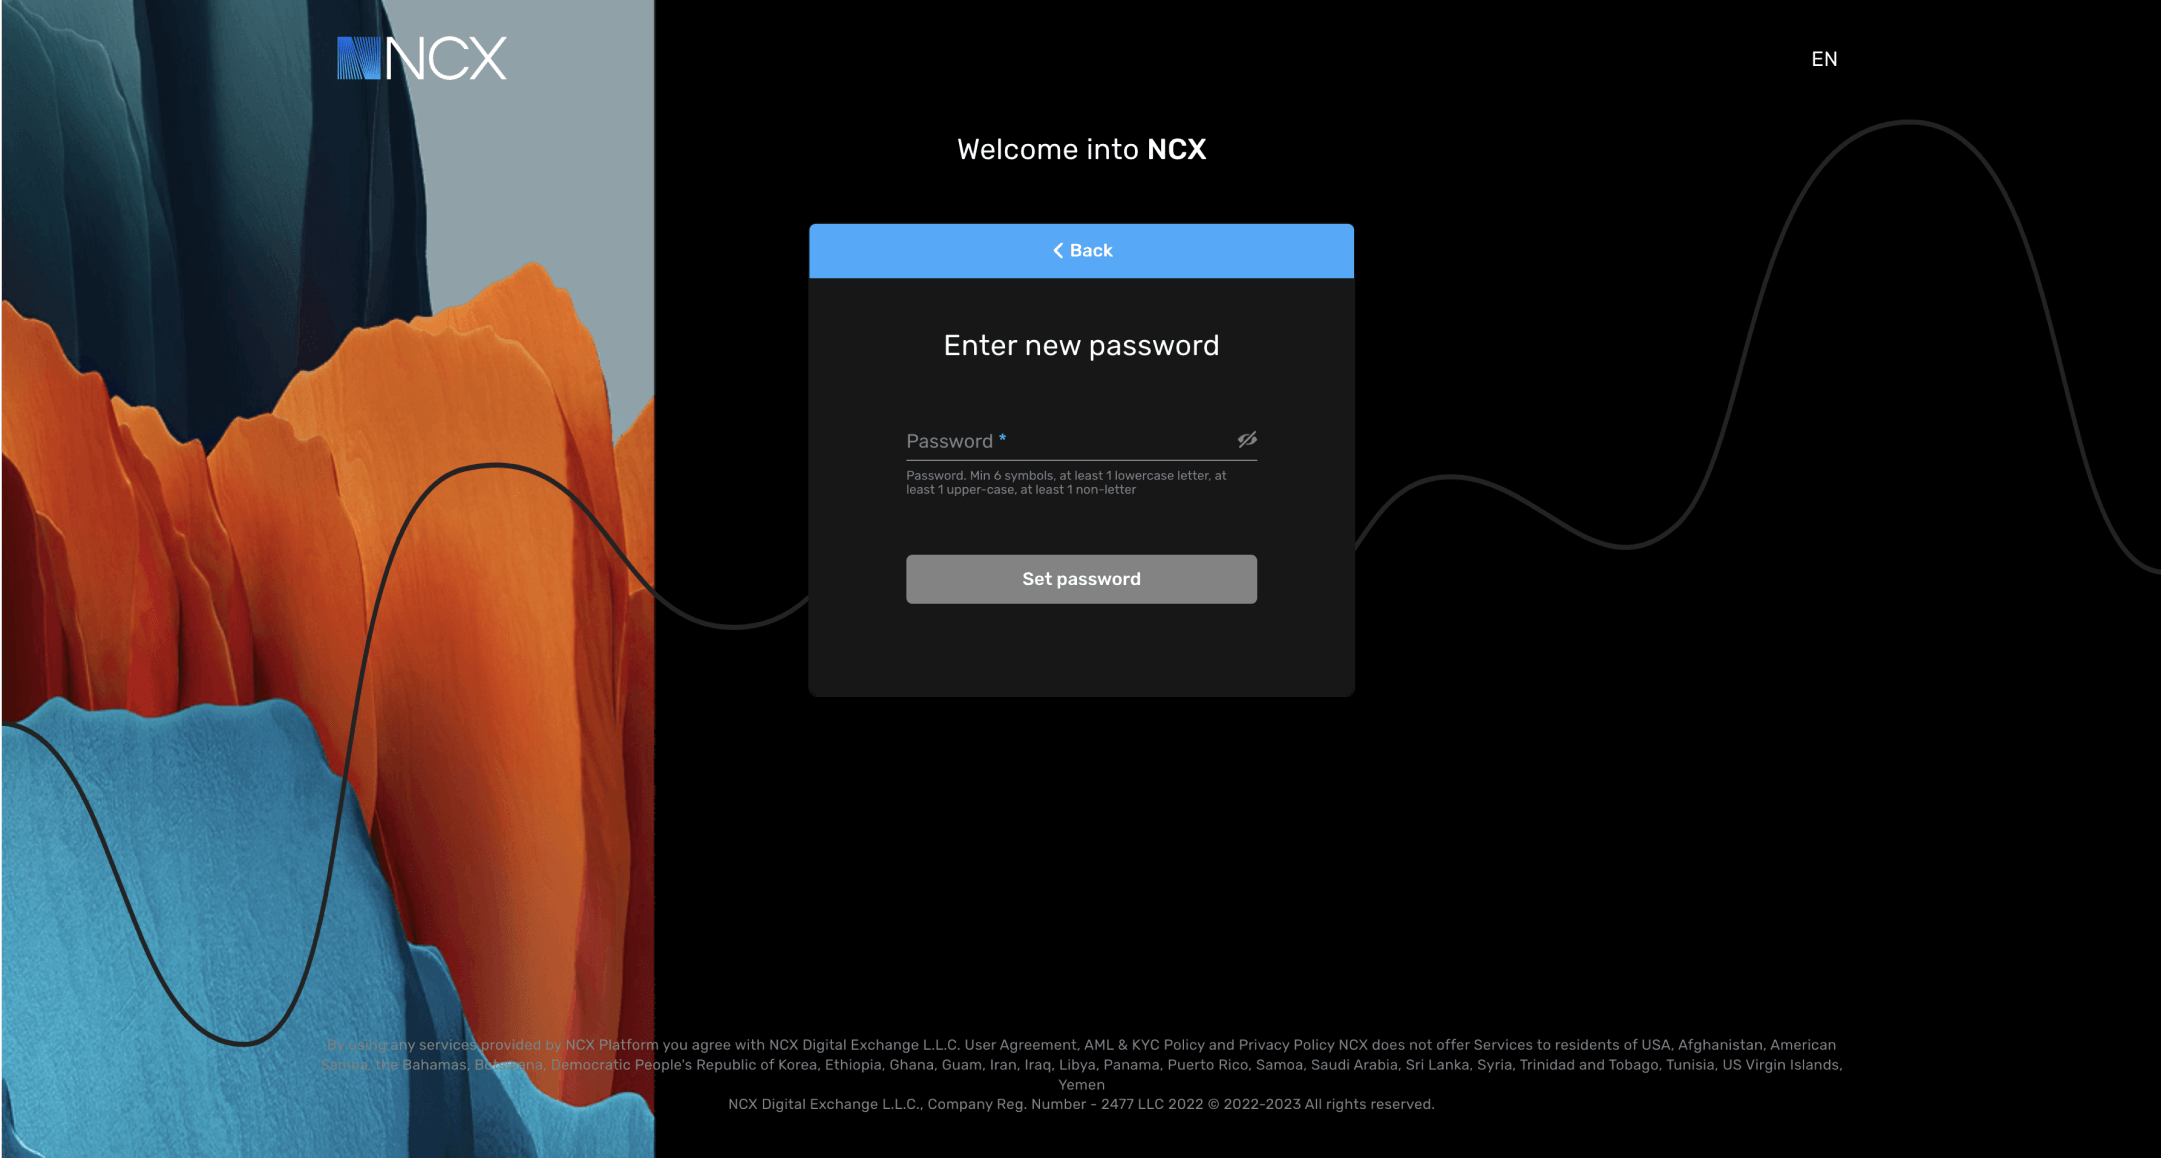 NCX
EN
Welcome into NCX
Back
Enter new password
Password *
Password. Min 6 symbols, at least 1 lowercase letter, at
least 1 upper-case, at least 1 non-letter
Set password
By using any services provided by NCX Platform you agree with NCX Digital Exchange L.L.C. User Agreement, AML & KYC Policy and Privacy Policy NCX does not offer Services to residents of USA, Afghanistan, American
Samoa, the Bahamas, Botswana, Democratic People's Republic of Korea, Ethiopia, Ghana, Guam, Iran, Iraq, Libya, Panama, Puerto Rico, Samoa, Saudi Arabia, Sri Lanka, Syria, Trinidad and Tobago, Tunisia, US Virgin Islands,
Yemen
NCX Digital Exchange L.L.C., Company Reg. Number - 2477 LLC 2022 © 2022-2023 All rights reserved.